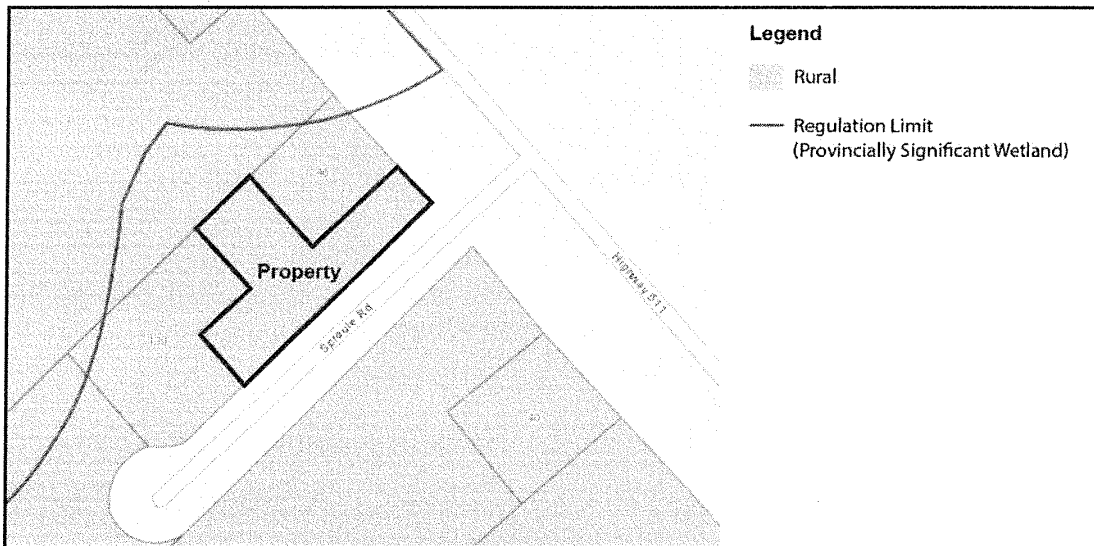 Legend
Rural
Regulation Limit
(Provincially Significant Wetland)
Property
Sproule Rd
Highway 511